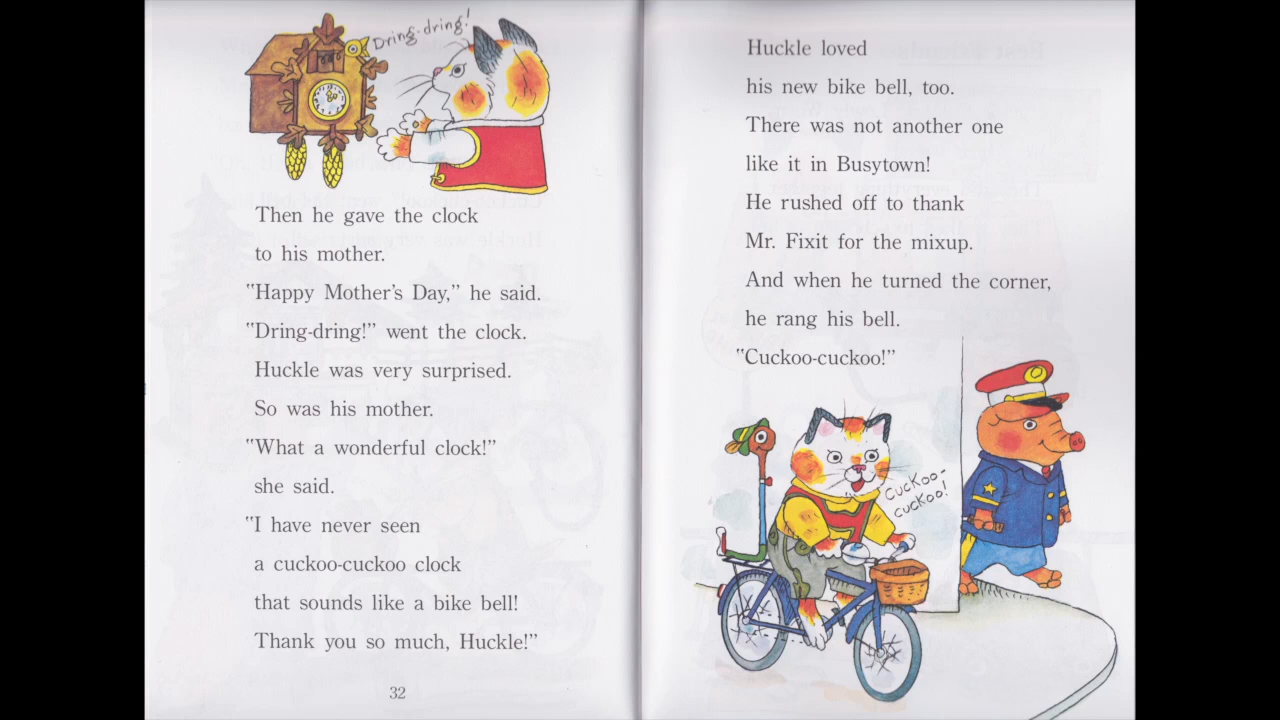 Dring-dring!
Then he gave the clock
to his mother.
"Happy Mother's Day," he said.
"Dring-dring!" went the clock.
Huckle was very surprised.
So was his mother.
"What a wonderful clock!"
she said.
"I have never seen
a cuckoo-cuckoo clock
that sounds like a bike bell!
Thank you so much, Huckle!"
32
Huckle loved
his new bike bell, too.
There was not another one
like it in Busytown!
He rushed off to thank
Mr. Fixit for the mixup.
And when he turned the corner,
he rang his bell.
"Cuckoo-cuckoo!"
Cuckoo-
cuckoo!